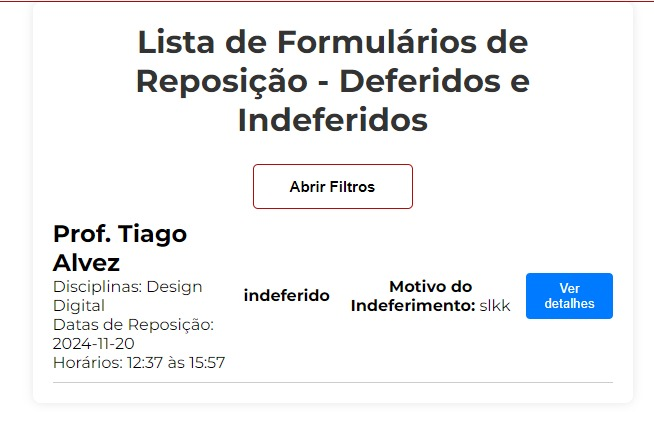 Lista de Formulários de
Reposição - Deferidos e
Indeferidos
Abrir Filtros
Prof. Tiago
Alvez
Disciplinas: Design
Digital
Datas de Reposição:
2024-11-20
Horários: 12:37 às 15:57
indeferido
Motivo do
Indeferimento: slkk
Ver
detalhes